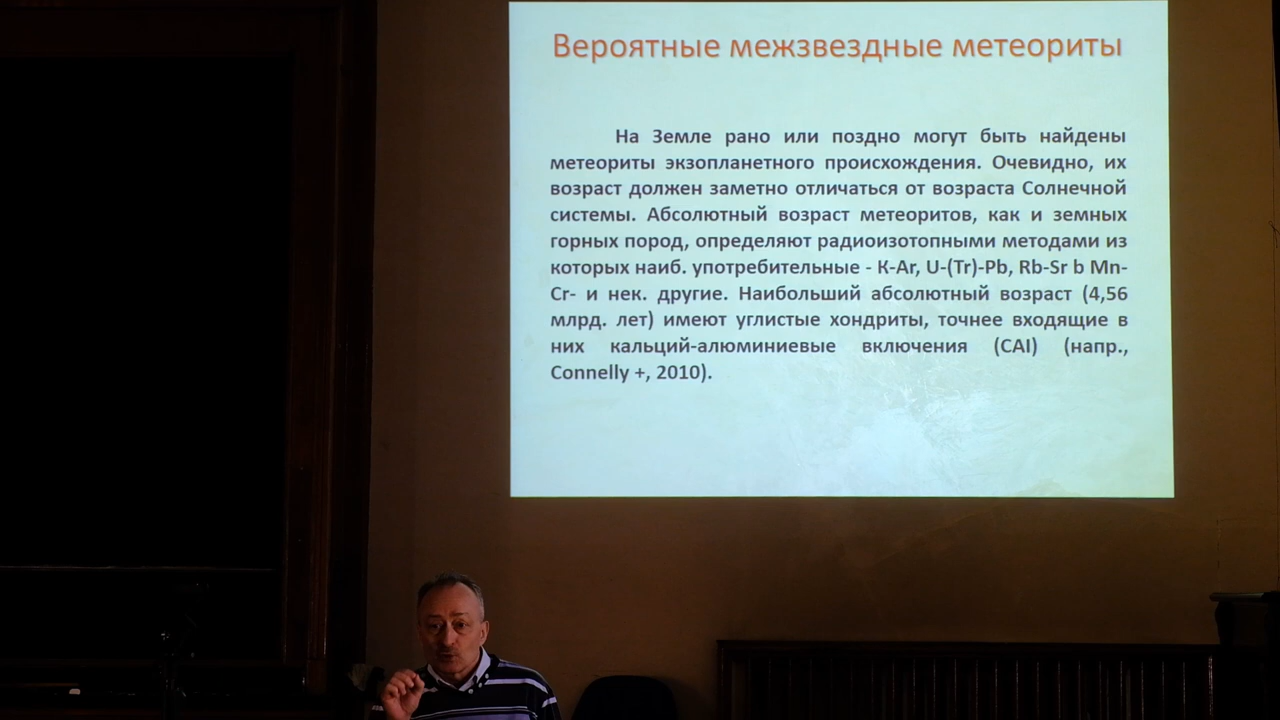 Вероятные межзвездные метеориты
На Земле рано или поздно могут быть найдены
метеориты экзопланетного происхождения. Очевидно, их
возраст должен заметно отличаться от возраста Солнечной
системы. Абсолютный возраст метеоритов, как и земных
горных пород, определяют радиоизотопными методами из
которых наиб. употребительные - K-Ar, U-(Tr)-Pb, Rb-Sr b Mn-
Cr- и нек. другие. Наибольший абсолютный возраст (4,56
млрд. лет) имеют углистые хондриты, точнее входящие в
них кальций-алюминиевые включения (CAI) (напр.,
Connelly +, 2010).